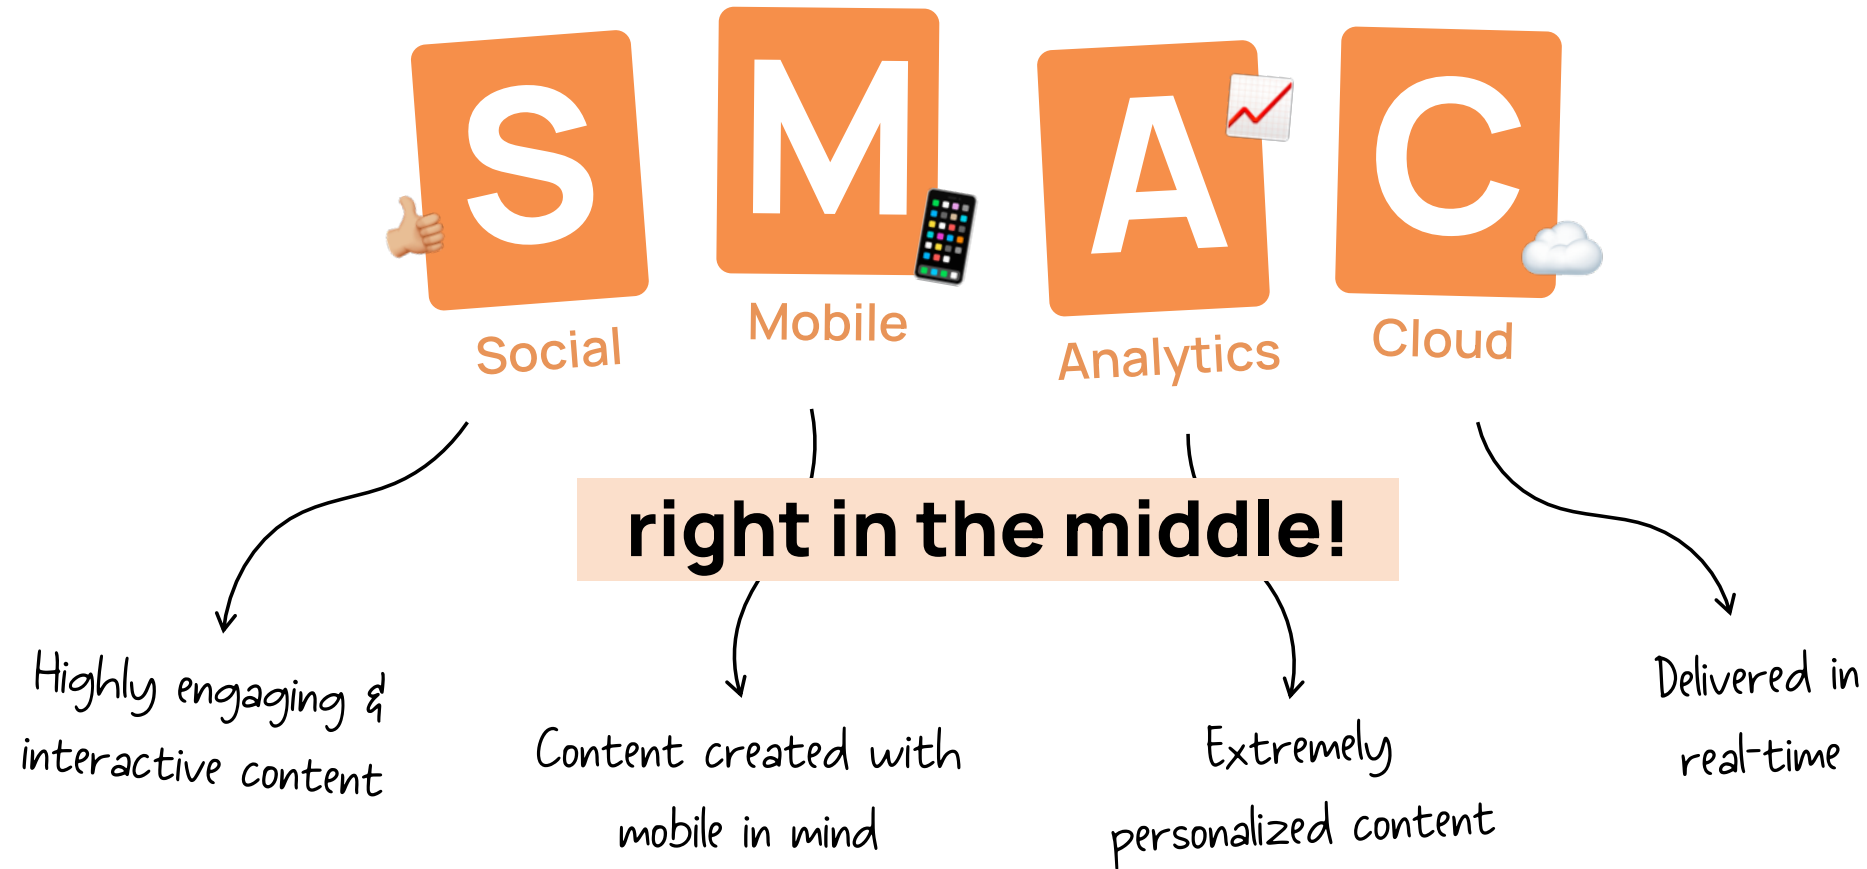 S M A C
Social Mobile Analytics Cloud
right in the middle!
Highly engaging &
interactive content
Content created with
mobile in mind
Extremely
personalized content
Delivered in
real-time